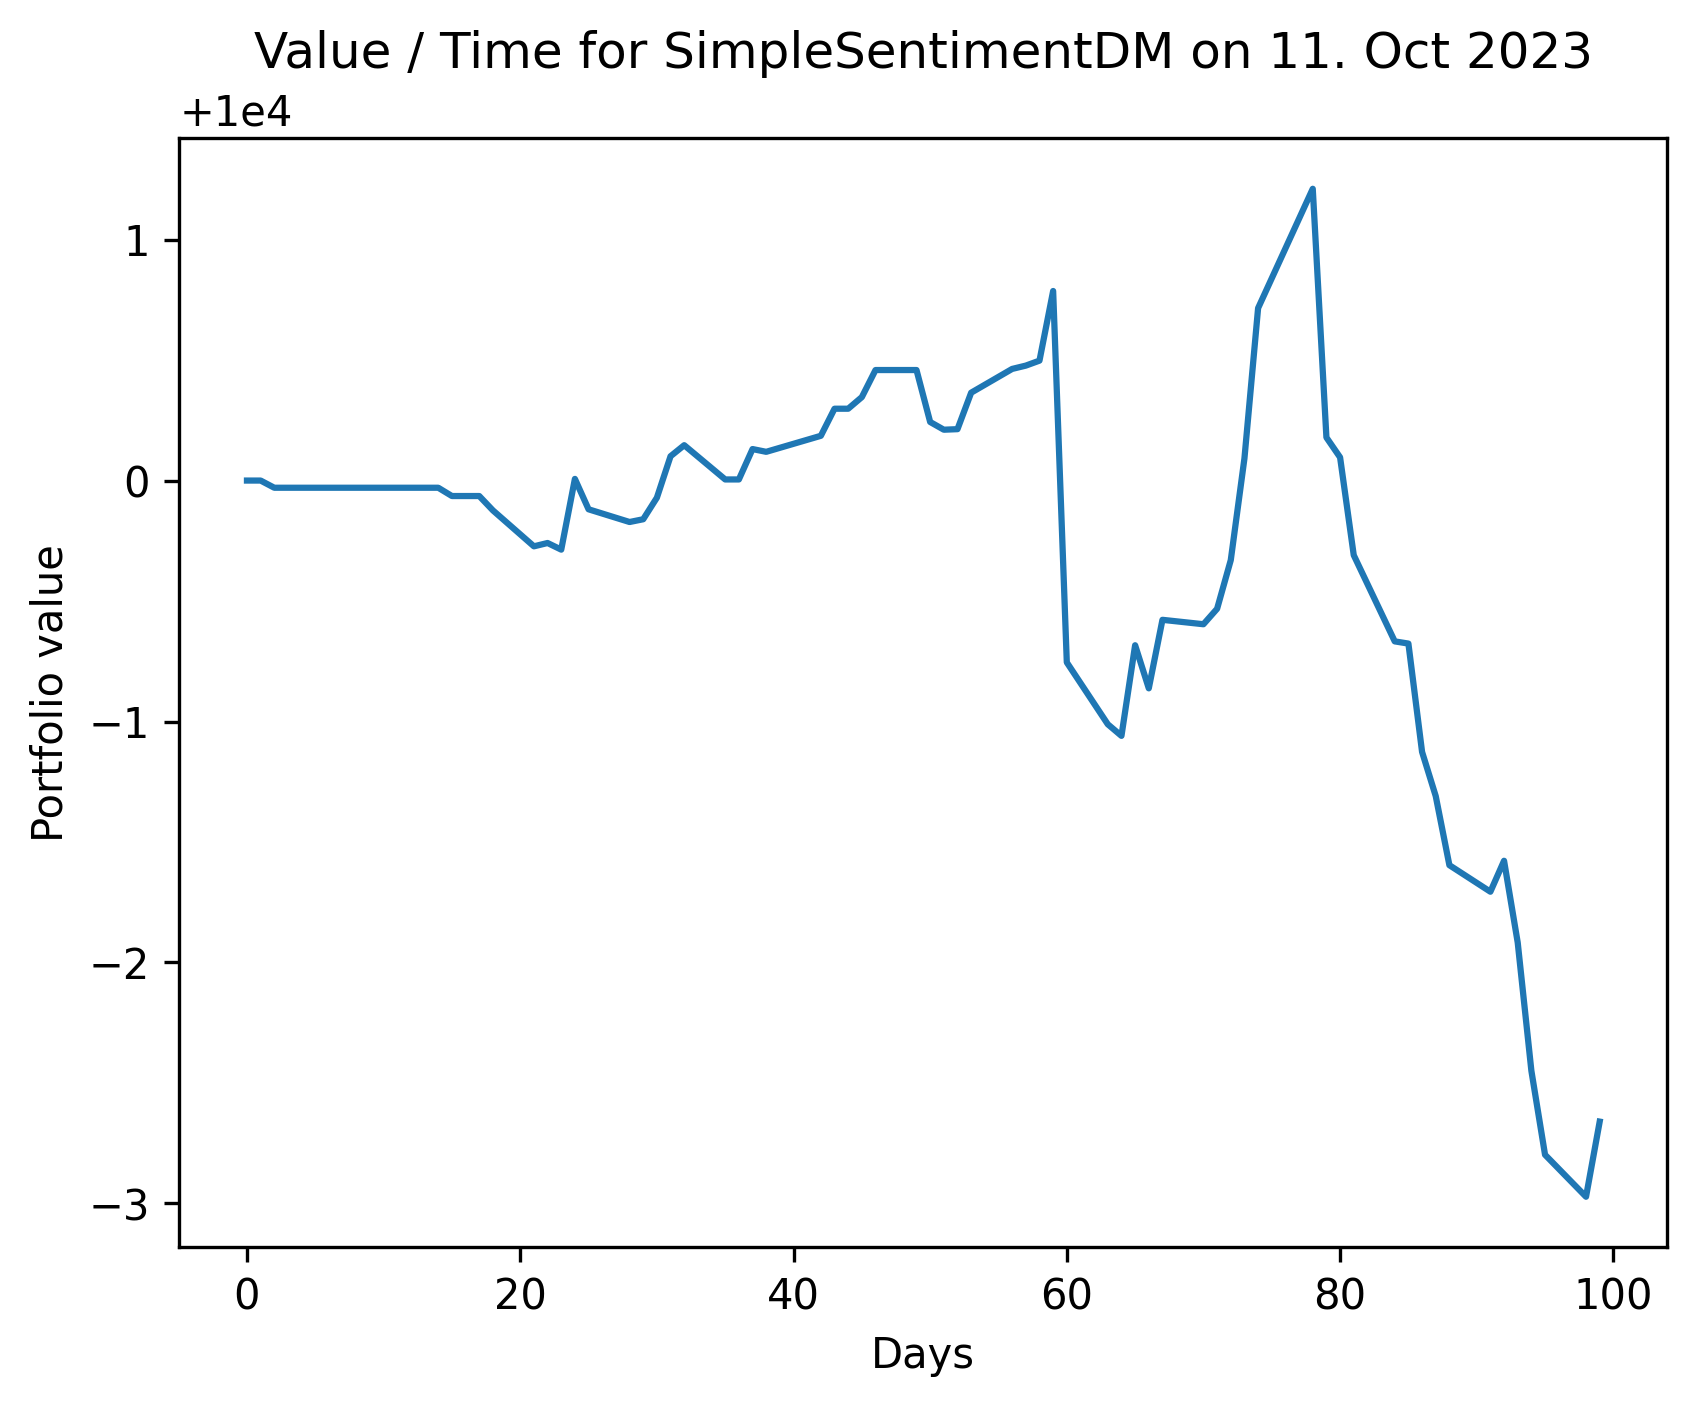 Value / Time for SimpleSentimentDM on 11. Oct 2023
+1e4
1
0
−1
−2
−3
Portfolio value
0 20 40 60 80 100
Days